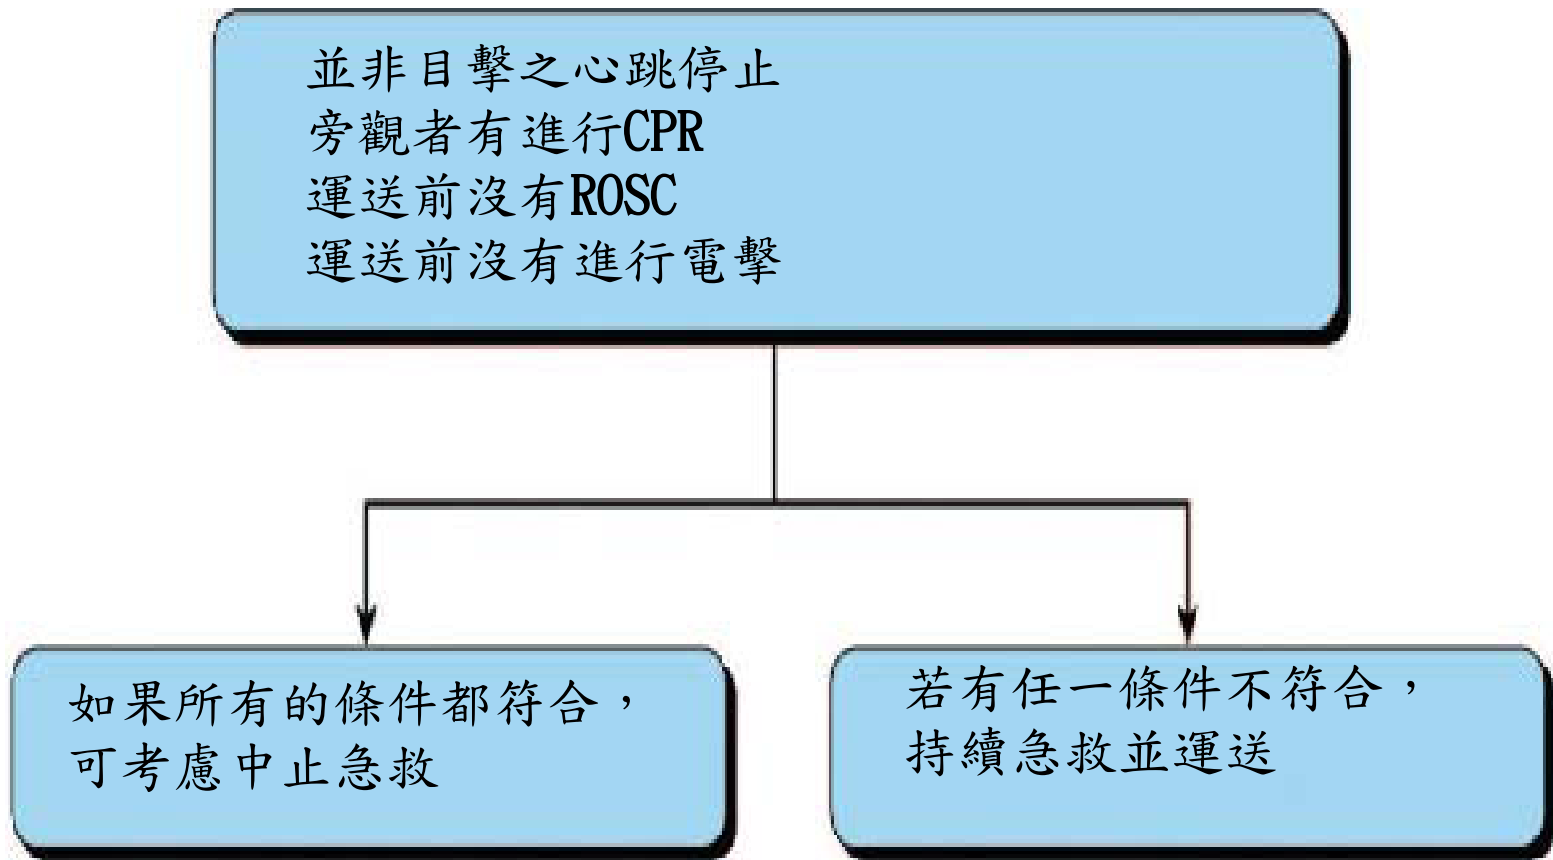 並非目擊之心跳停止
旁觀者有進行CPR
運送前沒有ROSC
運送前沒有進行電擊
如果所有的條件都符合，
可考慮中止急救
若有任一條件不符合，
持續急救並運送